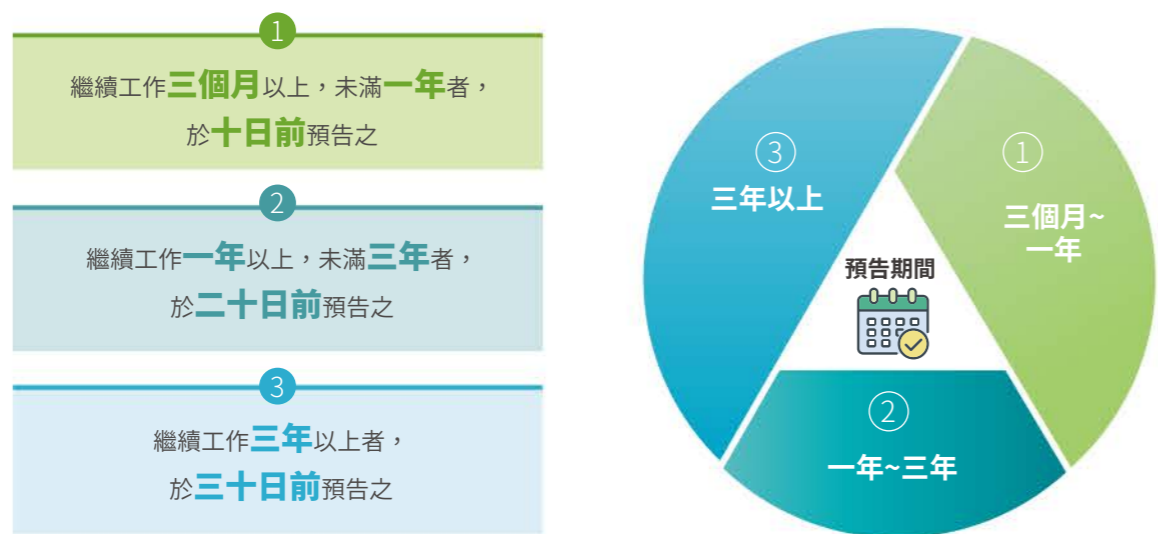 1
繼續工作三個月以上，未滿一年者，
於十日前預告之
2
繼續工作一年以上，未滿三年者，
於二十日前預告之
3
繼續工作三年以上者，
於三十日前預告之
③
三年以上
①
三個月~
一年
預告期間
②
一年~三年